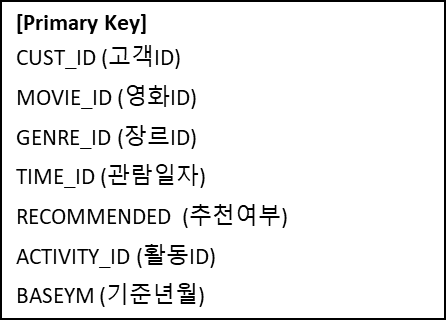 [Primary Key]
CUST_ID (고객ID)
MOVIE_ID (영화ID)
GENRE_ID (장르ID)
TIME_ID (관람일자)
RECOMMENDED (추천여부)
ACTIVITY_ID (활동ID)
BASEYM (기준년월)